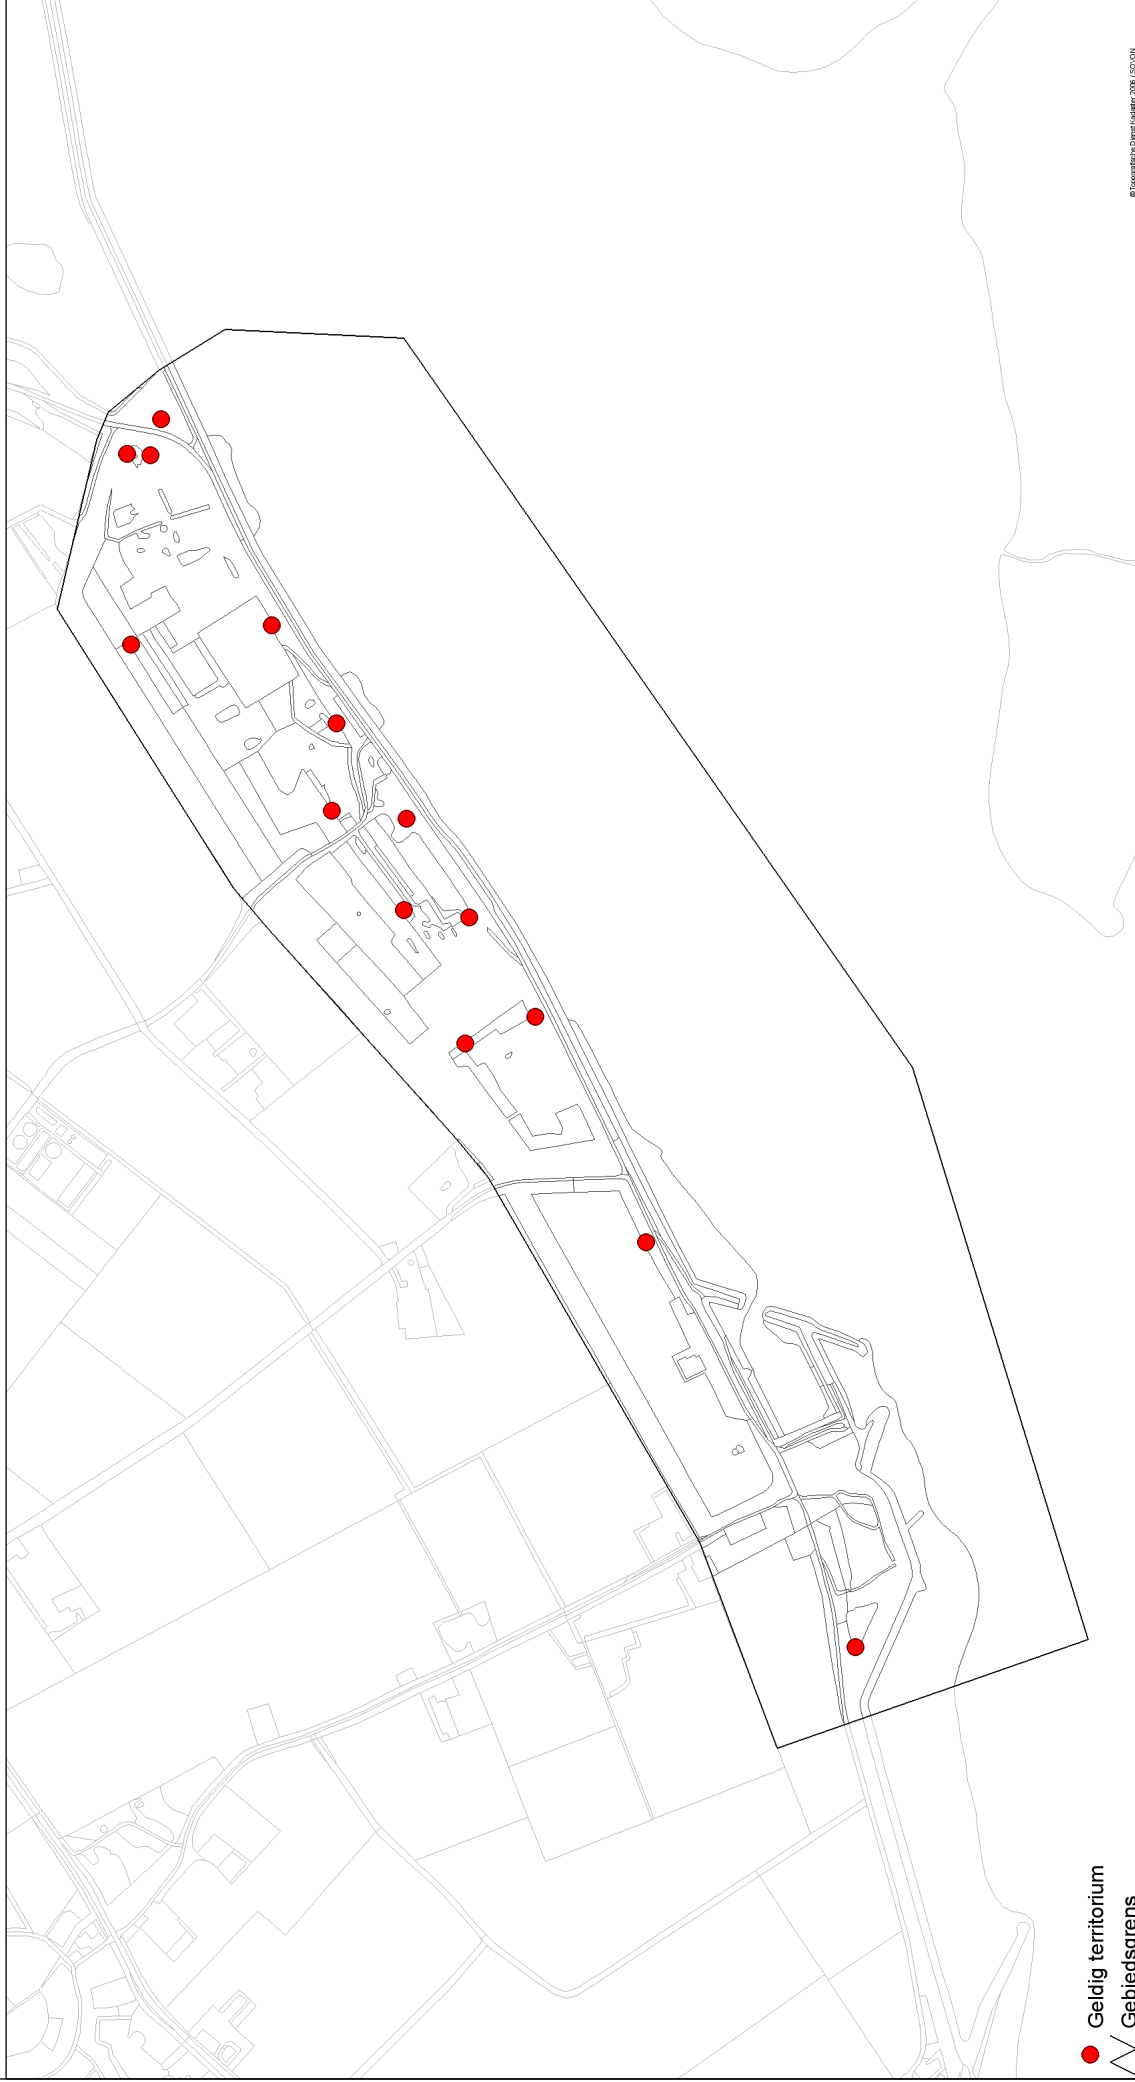 © Topografische Dienst Kadaster 2006 / SOVON
Geldig territorium
Gebiedsgrens